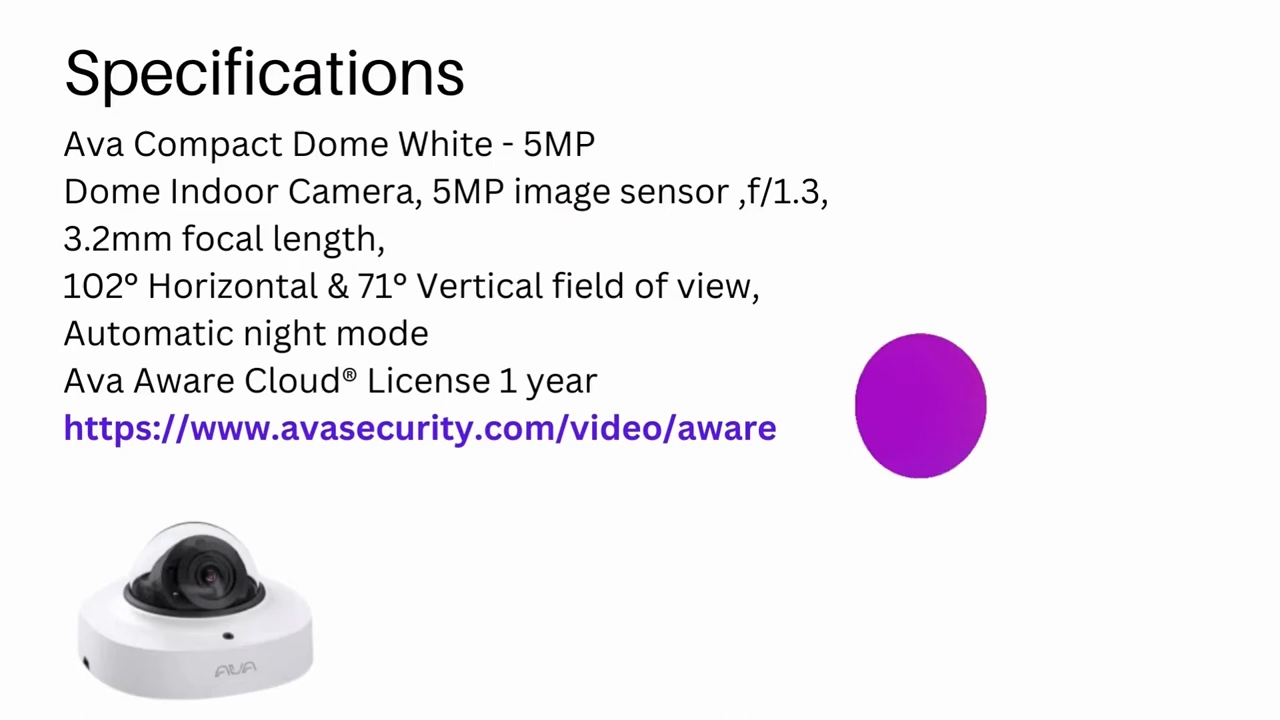 Specifications
Ava Compact Dome White - 5MP
Dome Indoor Camera, 5MP image sensor ,f/1.3,
3.2mm focal length,
102º Horizontal & 71º Vertical field of view,
Automatic night mode
Ava Aware Cloud® License 1 year
https://www.avasecurity.com/video/aware
AVA